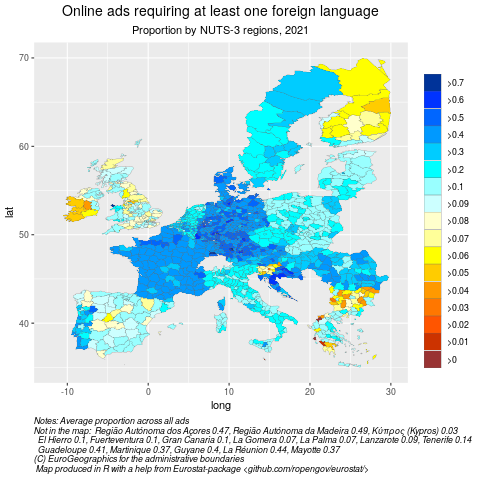 Online ads requiring at least one foreign language
Proportion by NUTS-3 regions, 2021
70
60
50
40
lat
-10
0
10
20
30
long
>0.7
>0.6
>0.5
>0.4
>0.3
>0.2
>0.1
>0.09
>0.08
>0.07
>0.06
>0.05
>0.04
>0.03
>0.02
>0.01
>0
Notes: Average proportion across all ads
Not in the map: Região Autónoma dos Açores 0.47, Região Autónoma da Madeira 0.49, Κύπρος (Kypros) 0.03
El Hierro 0.1, Fuerteventura 0.1, Gran Canaria 0.1, La Gomera 0.07, La Palma 0.07, Lanzarote 0.09, Tenerife 0.14
Guadeloupe 0.41, Martinique 0.37, Guyane 0.4, La Réunion 0.44, Mayotte 0.37
(C) EuroGeographics for the administrative boundaries
Map produced in R with a help from Eurostat-package <github.com/ropengov/eurostat/>